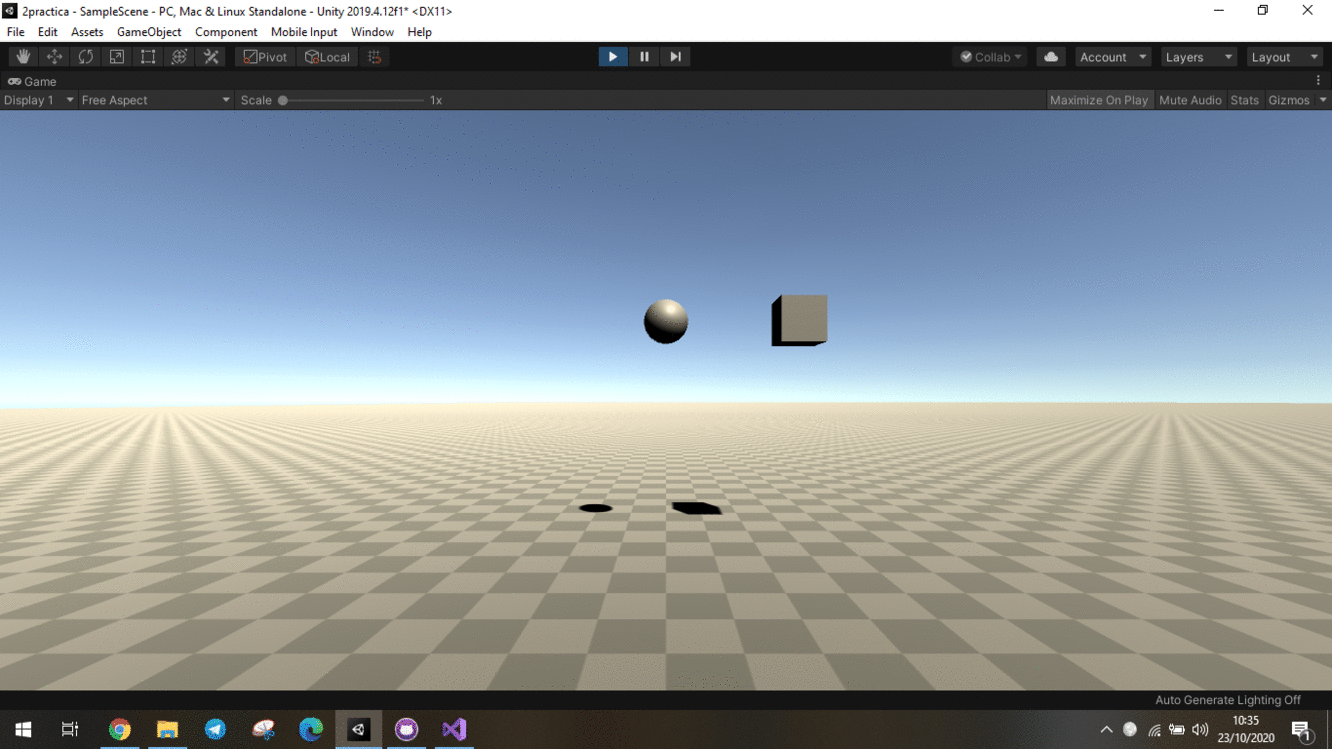 2practica - SampleScene - PC, Mac & Linux Standalone - Unity 2019.4.12f1* <DX11>
File Edit Assets GameObject Component Mobile Input Window Help
Pivot Local Collab Account Layers Layout
Game
Display 1 Free Aspect Scale 1x Maximize On Play Mute Audio Stats Gizmos
Auto Generate Lighting Off
10:35
23/10/2020
1